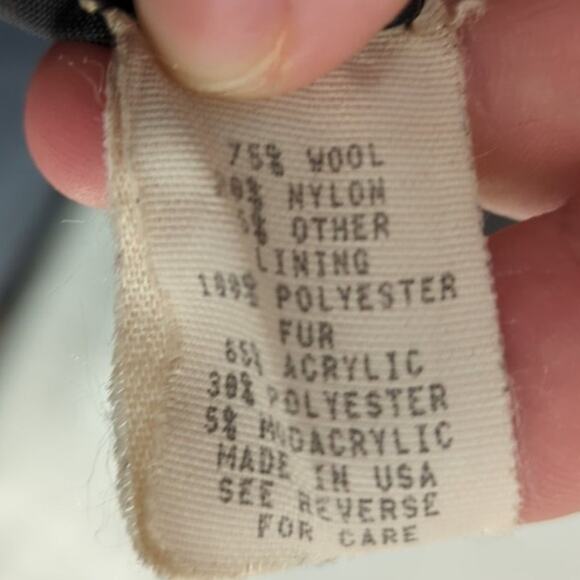 75% WOOL
20% NYLON
5% OTHER
LINING
100% POLYESTER
FUR
65% ACRYLIC
30% POLYESTER
5% MODACRYLIC
MADE IN USA
SEE REVERSE
FOR CARE